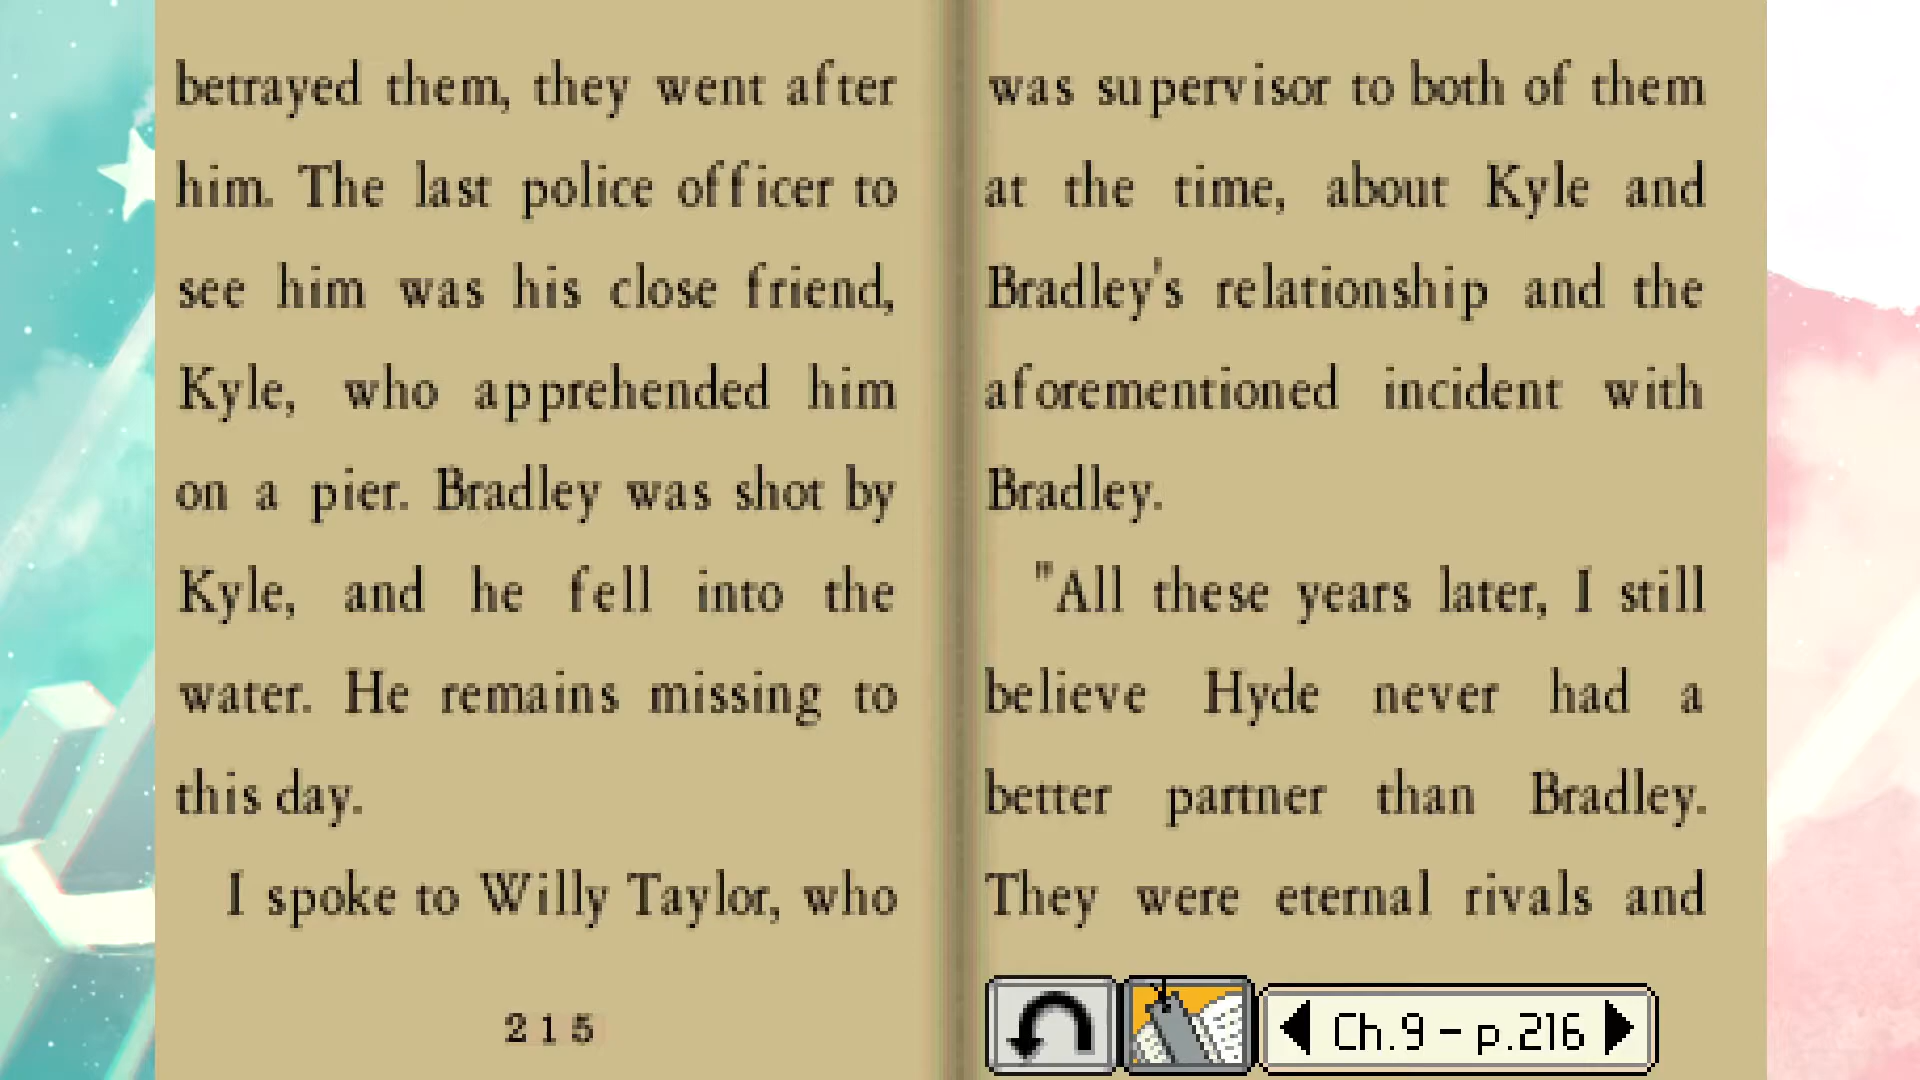 betrayed them, they went after
him. The last police officer to
see him was his close friend,
Kyle, who apprehended him
on a pier. Bradley was shot by
Kyle, and he fell into the
water. He remains missing to
this day.
I spoke to Willy Taylor, who
215
was supervisor to both of them
at the time, about Kyle and
Bradley's relationship and the
aforementioned incident with
Bradley.
"All these years later, I still
believe Hyde never had a
better partner than Bradley.
They were eternal rivals and
Ch.9 - p.216